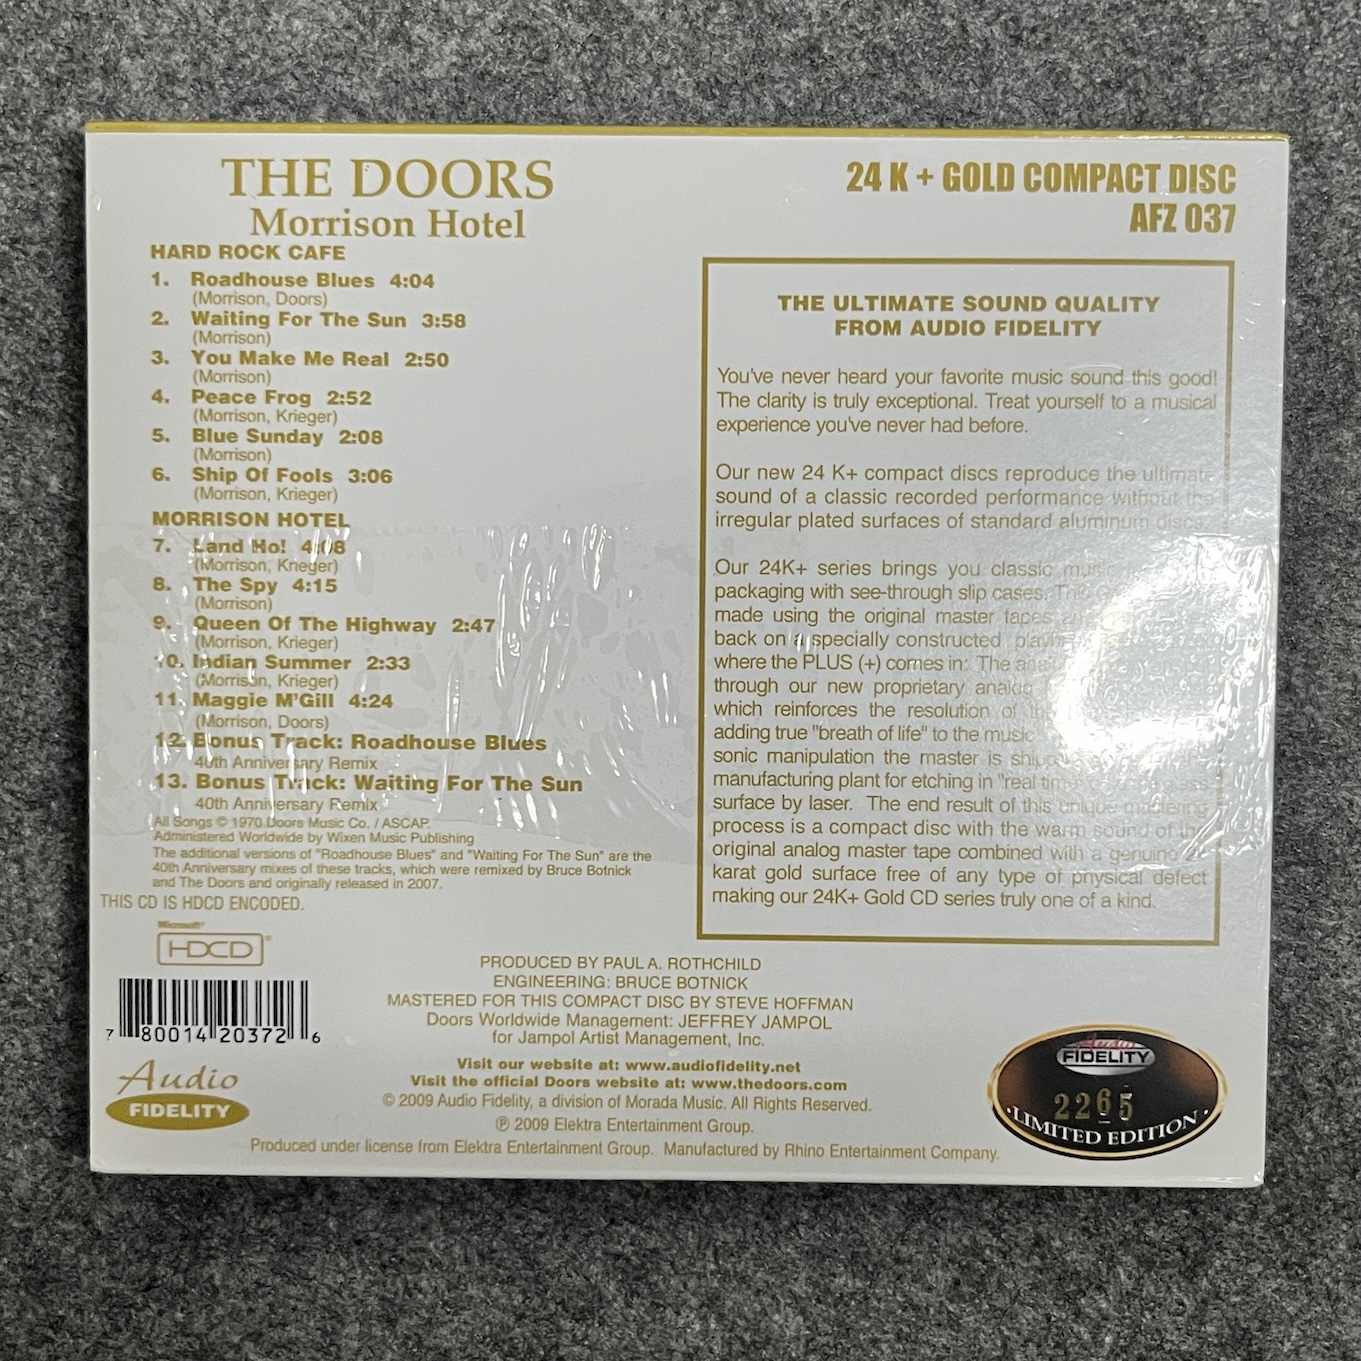 THE DOORS
Morrison Hotel
HARD ROCK CAFE
1. Roadhouse Blues 4:04
(Morrison, Doors)
2. Waiting For The Sun 3:58
(Morrison)
3. You Make Me Real 2:50
(Morrison)
4. Peace Frog 2:52
(Morrison, Krieger)
5. Blue Sunday 2:08
(Morrison)
6. Ship Of Fools 3:06
(Morrison, Krieger)
MORRISON HOTEL
7. Land Ho! 4:08
(Morrison, Krieger)
8. The Spy 4:15
(Morrison)
9. Queen Of The Highway 2:47
(Morrison, Krieger)
10. Indian Summer 2:33
(Morrison, Krieger)
11. Maggie M'Gill 4:24
(Morrison, Doors)
12. Bonus Track: Roadhouse Blues
40th Anniversary Remix
13. Bonus Track: Waiting For The Sun
40th Anniversary Remix
All Songs © 1970 Doors Music Co. / ASCAP.
Administered Worldwide by Wixen Music Publishing
The additional versions of "Roadhouse Blues" and "Waiting For The Sun" are the
40th Anniversary mixes of these tracks, which were remixed by Bruce Botnick
and The Doors and originally released in 2007.
THIS CD IS HDCD ENCODED.
Microsoft®
HDCD®
7 80014 20372 6
Audio
FIDELITY
24 K + GOLD COMPACT DISC
AFZ 037
THE ULTIMATE SOUND QUALITY
FROM AUDIO FIDELITY
You've never heard your favorite music sound this good!
The clarity is truly exceptional. Treat yourself to a musical
experience you've never had before.
Our new 24 K+ compact discs reproduce the ultimate
sound of a classic recorded performance without the
irregular plated surfaces of standard aluminum discs.
Our 24K+ series brings you classic music
packaging with see-through slip cases. This
made using the original master tapes
back on a specially constructed
where the PLUS (+) comes in: The
through our new proprietary analog
which reinforces the resolution of
adding true "breath of life" to the music
sonic manipulation the master is
manufacturing plant for etching in "real
surface by laser. The end result of this unique mastering
process is a compact disc with the warm sound of the
original analog master tape combined with a genuine
karat gold surface free of any type of physical defect
making our 24K+ Gold CD series truly one of a kind.
PRODUCED BY PAUL A. ROTHCHILD
ENGINEERING: BRUCE BOTNICK
MASTERED FOR THIS COMPACT DISC BY STEVE HOFFMAN
Doors Worldwide Management: JEFFREY JAMPOL
for Jampol Artist Management, Inc.
Visit our website at: www.audiofidelity.net
Visit the official Doors website at: www.thedoors.com
© 2009 Audio Fidelity, a division of Morada Music. All Rights Reserved.
℗ 2009 Elektra Entertainment Group.
Produced under license from Elektra Entertainment Group. Manufactured by Rhino Entertainment Company.
Audio
FIDELITY
2265
·LIMITED EDITION·